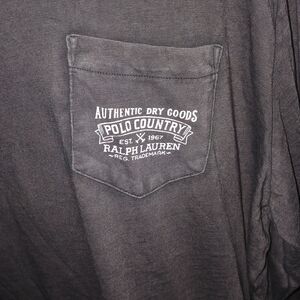 AUTHENTIC DRY GOODS
POLO COUNTRY
EST. 1967
RALPH LAUREN
REG. TRADEMARK